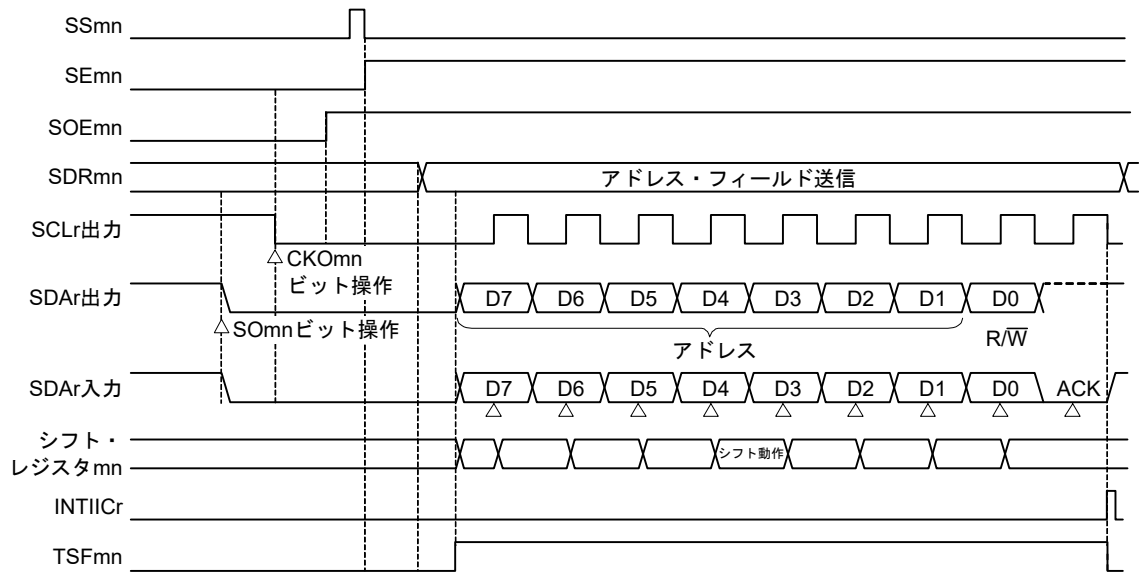 SSmn
SEmn
SOEmn
SDRmn
アドレス・フィールド送信
SCLr出力
CKOmn
ビット操作
SDAr出力
D7 D6 D5 D4 D3 D2 D1 D0
SOmnビット操作
アドレス
R/W̅
SDAr入力
D7 D6 D5 D4 D3 D2 D1 D0 ACK
シフト・
レジスタmn
シフト動作
INTIICr
TSFmn